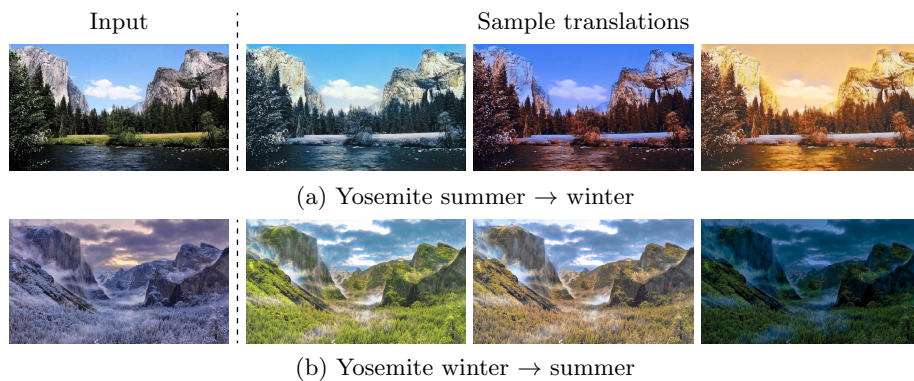 Input
Sample translations
(a) Yosemite summer → winter
(b) Yosemite winter → summer